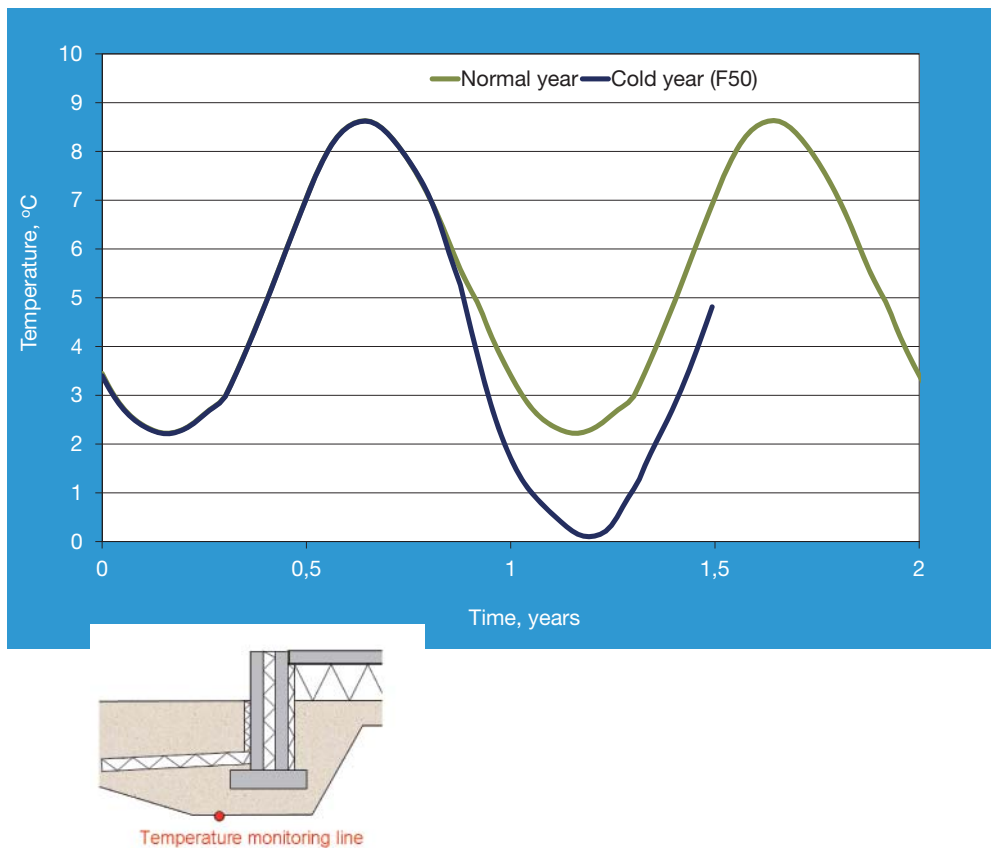 Normal year Cold year (F50)
Temperature, ºC
10
9
8
7
6
5
4
3
2
1
0
0 0,5 1 1,5 2
Time, years
Temperature monitoring line